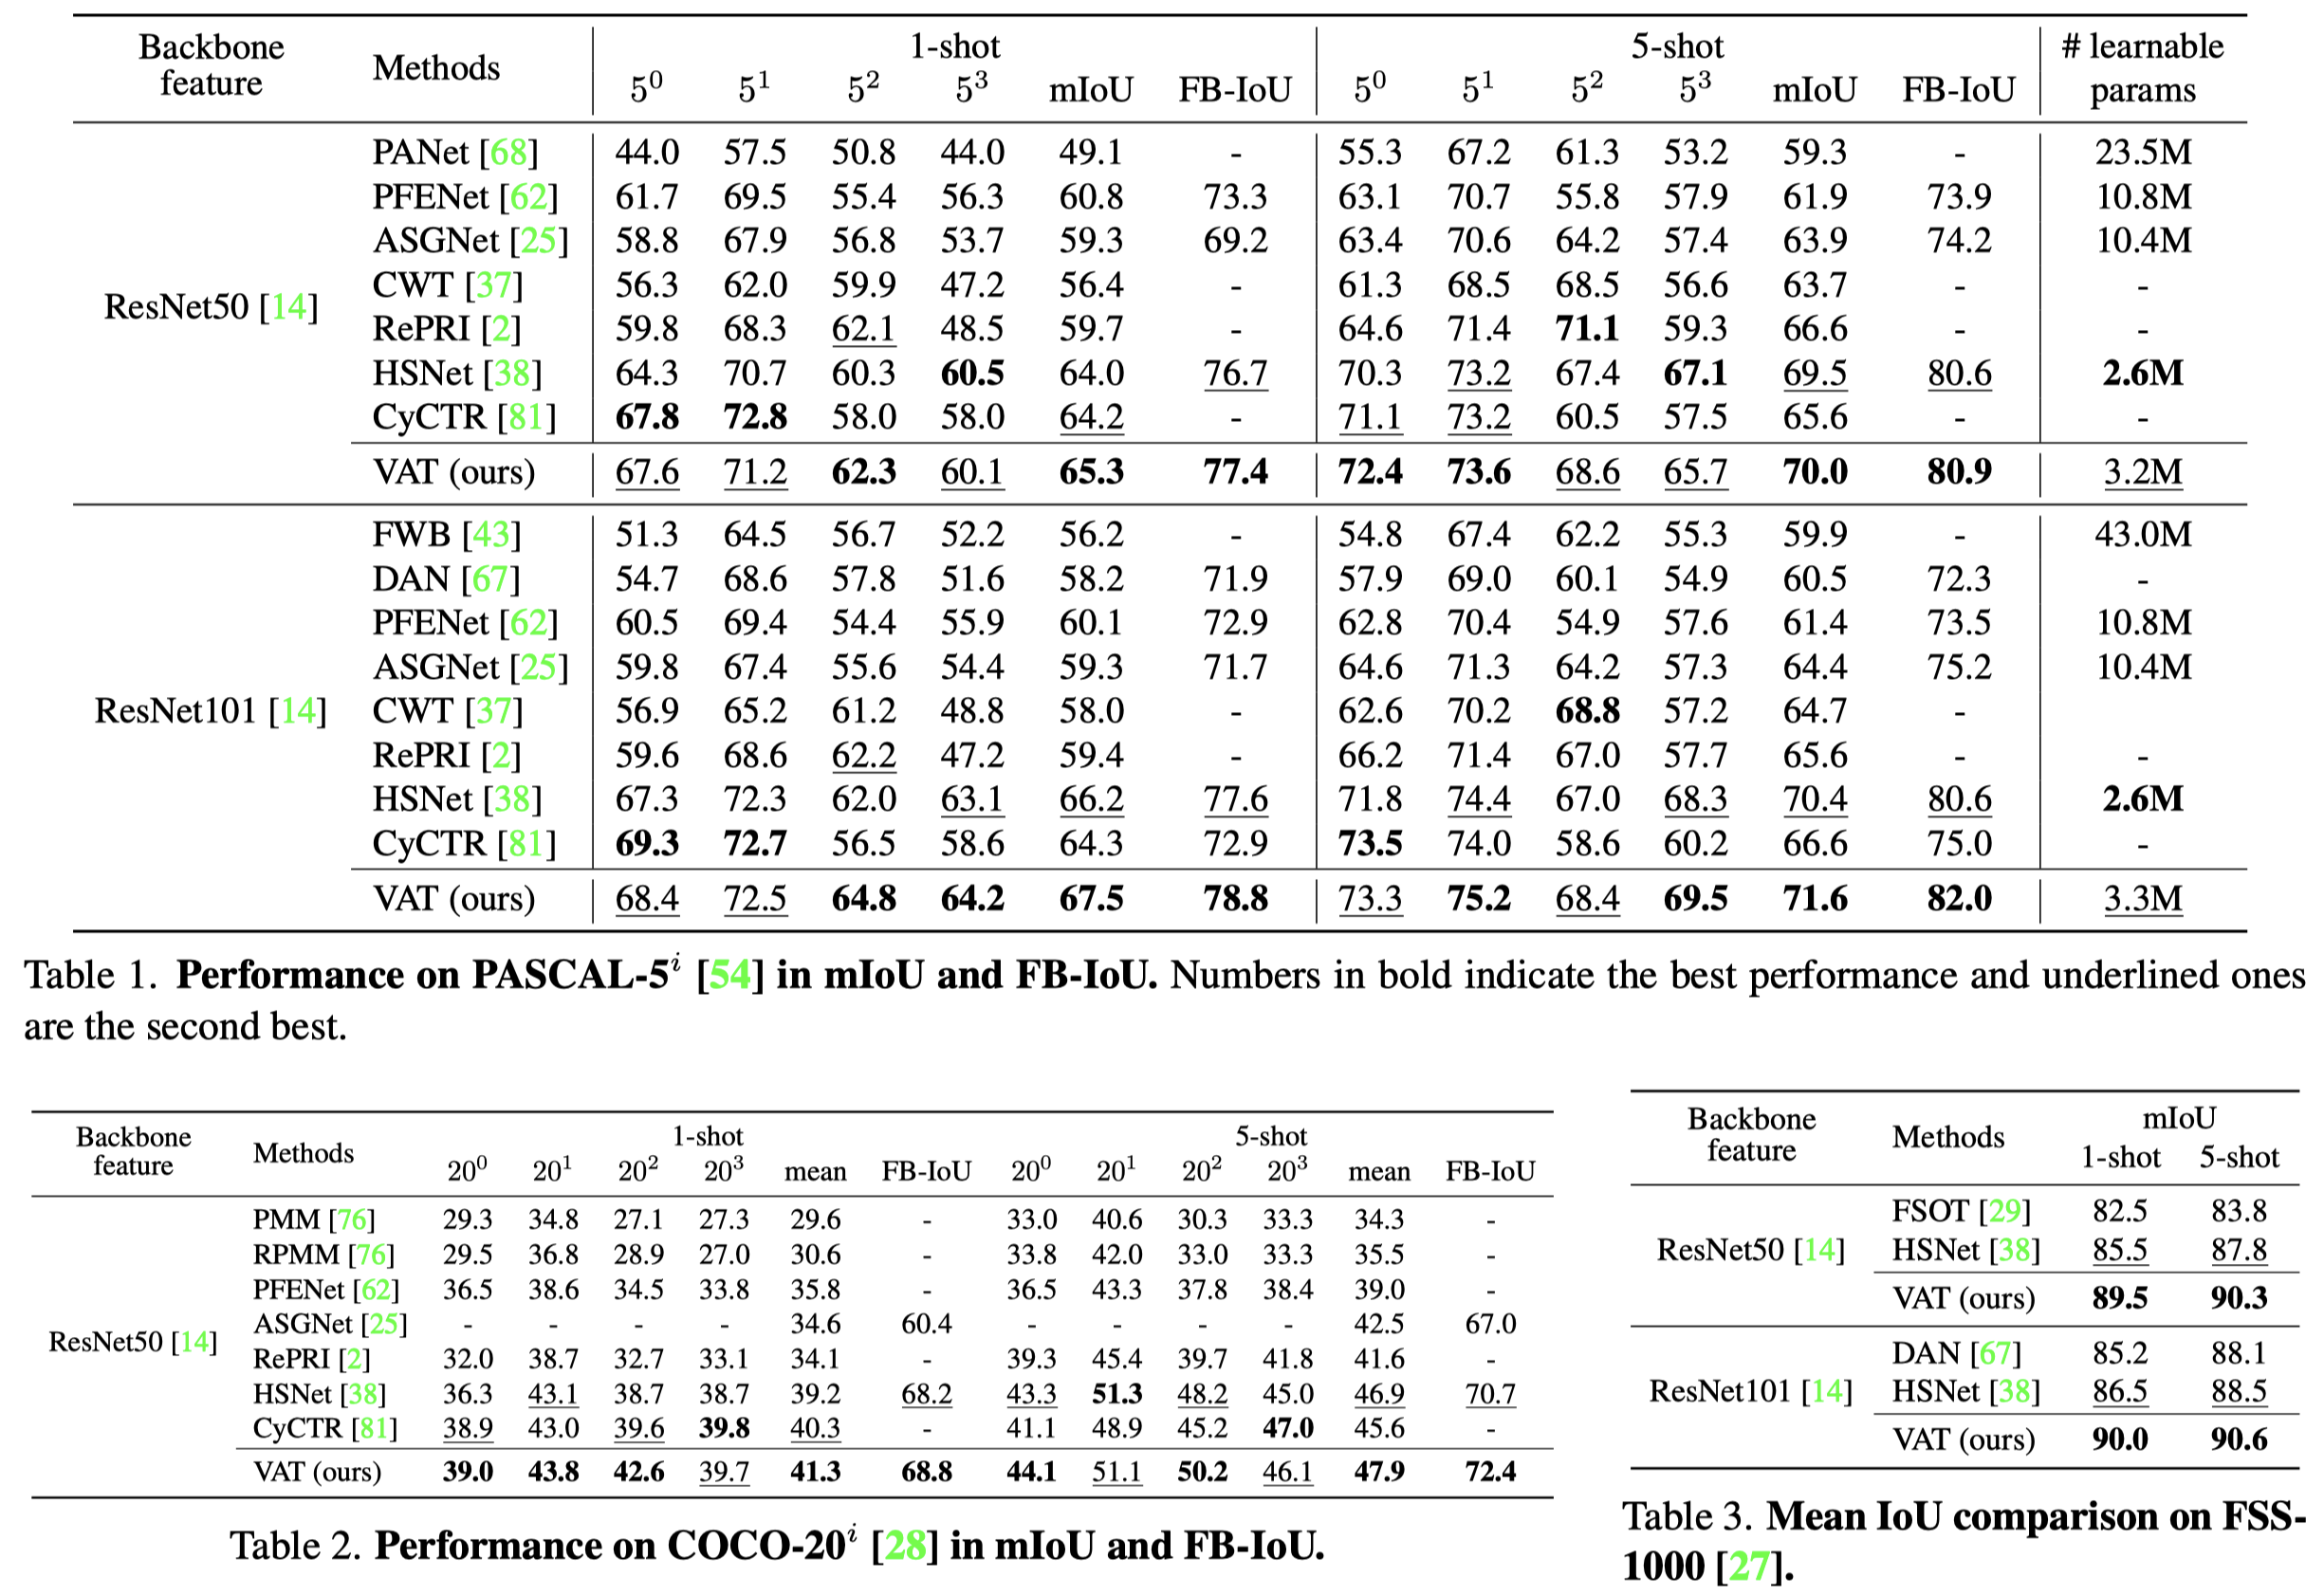 Backbone feature Methods 1-shot 5-shot # learnable params
5^0 5^1 5^2 5^3 mIoU FB-IoU 5^0 5^1 5^2 5^3 mIoU FB-IoU
PANet [68] 44.0 57.5 50.8 44.0 49.1 - 55.3 67.2 61.3 53.2 59.3 - 23.5M
PFENet [62] 61.7 69.5 55.4 56.3 60.8 73.3 63.1 70.7 55.8 57.9 61.9 73.9 10.8M
ASGNet [25] 58.8 67.9 56.8 53.7 59.3 69.2 63.4 70.6 64.2 57.4 63.9 74.2 10.4M
CWT [37] 56.3 62.0 59.9 47.2 56.4 - 61.3 68.5 68.5 56.6 63.7 - -
ResNet50 [14]
RePRI [2] 59.8 68.3 62.1 48.5 59.7 - 64.6 71.4 71.1 59.3 66.6 - -
HSNet [38] 64.3 70.7 60.3 60.5 64.0 76.7 70.3 73.2 67.4 67.1 69.5 80.6 2.6M
CyCTR [81] 67.8 72.8 58.0 58.0 64.2 - 71.1 73.2 60.5 57.5 65.6 - -
VAT (ours) 67.6 71.2 62.3 60.1 65.3 77.4 72.4 73.6 68.6 65.7 70.0 80.9 3.2M
FWB [43] 51.3 64.5 56.7 52.2 56.2 - 54.8 67.4 62.2 55.3 59.9 - 43.0M
DAN [67] 54.7 68.6 57.8 51.6 58.2 71.9 57.9 69.0 60.1 54.9 60.5 72.3 -
PFENet [62] 60.5 69.4 54.4 55.9 60.1 72.9 62.8 70.4 54.9 57.6 61.4 73.5 10.8M
ASGNet [25] 59.8 67.4 55.6 54.4 59.3 71.7 64.6 71.3 64.2 57.3 64.4 75.2 10.4M
ResNet101 [14] CWT [37] 56.9 65.2 61.2 48.8 58.0 - 62.6 70.2 68.8 57.2 64.7 -
RePRI [2] 59.6 68.6 62.2 47.2 59.4 - 66.2 71.4 67.0 57.7 65.6 - -
HSNet [38] 67.3 72.3 62.0 63.1 66.2 77.6 71.8 74.4 67.0 68.3 70.4 80.6 2.6M
CyCTR [81] 69.3 72.7 56.5 58.6 64.3 72.9 73.5 74.0 58.6 60.2 66.6 75.0 -
VAT (ours) 68.4 72.5 64.8 64.2 67.5 78.8 73.3 75.2 68.4 69.5 71.6 82.0 3.3M
Table 1. Performance on PASCAL-5^i [54] in mIoU and FB-IoU. Numbers in bold indicate the best performance and underlined ones
are the second best.
Backbone feature Methods 1-shot 5-shot
20^0 20^1 20^2 20^3 mean FB-IoU 20^0 20^1 20^2 20^3 mean FB-IoU
PMM [76] 29.3 34.8 27.1 27.3 29.6 - 33.0 40.6 30.3 33.3 34.3 -
RPMM [76] 29.5 36.8 28.9 27.0 30.6 - 33.8 42.0 33.0 33.3 35.5 -
PFENet [62] 36.5 38.6 34.5 33.8 35.8 - 36.5 43.3 37.8 38.4 39.0 -
ASGNet [25] - - - - 34.6 60.4 - - - - 42.5 67.0
ResNet50 [14]
RePRI [2] 32.0 38.7 32.7 33.1 34.1 - 39.3 45.4 39.7 41.8 41.6 -
HSNet [38] 36.3 43.1 38.7 38.7 39.2 68.2 43.3 51.3 48.2 45.0 46.9 70.7
CyCTR [81] 38.9 43.0 39.6 39.8 40.3 - 41.1 48.9 45.2 47.0 45.6 -
VAT (ours) 39.0 43.8 42.6 39.7 41.3 68.8 44.1 51.1 50.2 46.1 47.9 72.4
Table 2. Performance on COCO-20^i [28] in mIoU and FB-IoU.
Backbone feature Methods mIoU
1-shot 5-shot
FSOT [29] 82.5 83.8
ResNet50 [14] HSNet [38] 85.5 87.8
VAT (ours) 89.5 90.3
DAN [67] 85.2 88.1
ResNet101 [14] HSNet [38] 86.5 88.5
VAT (ours) 90.0 90.6
Table 3. Mean IoU comparison on FSS-
1000 [27].